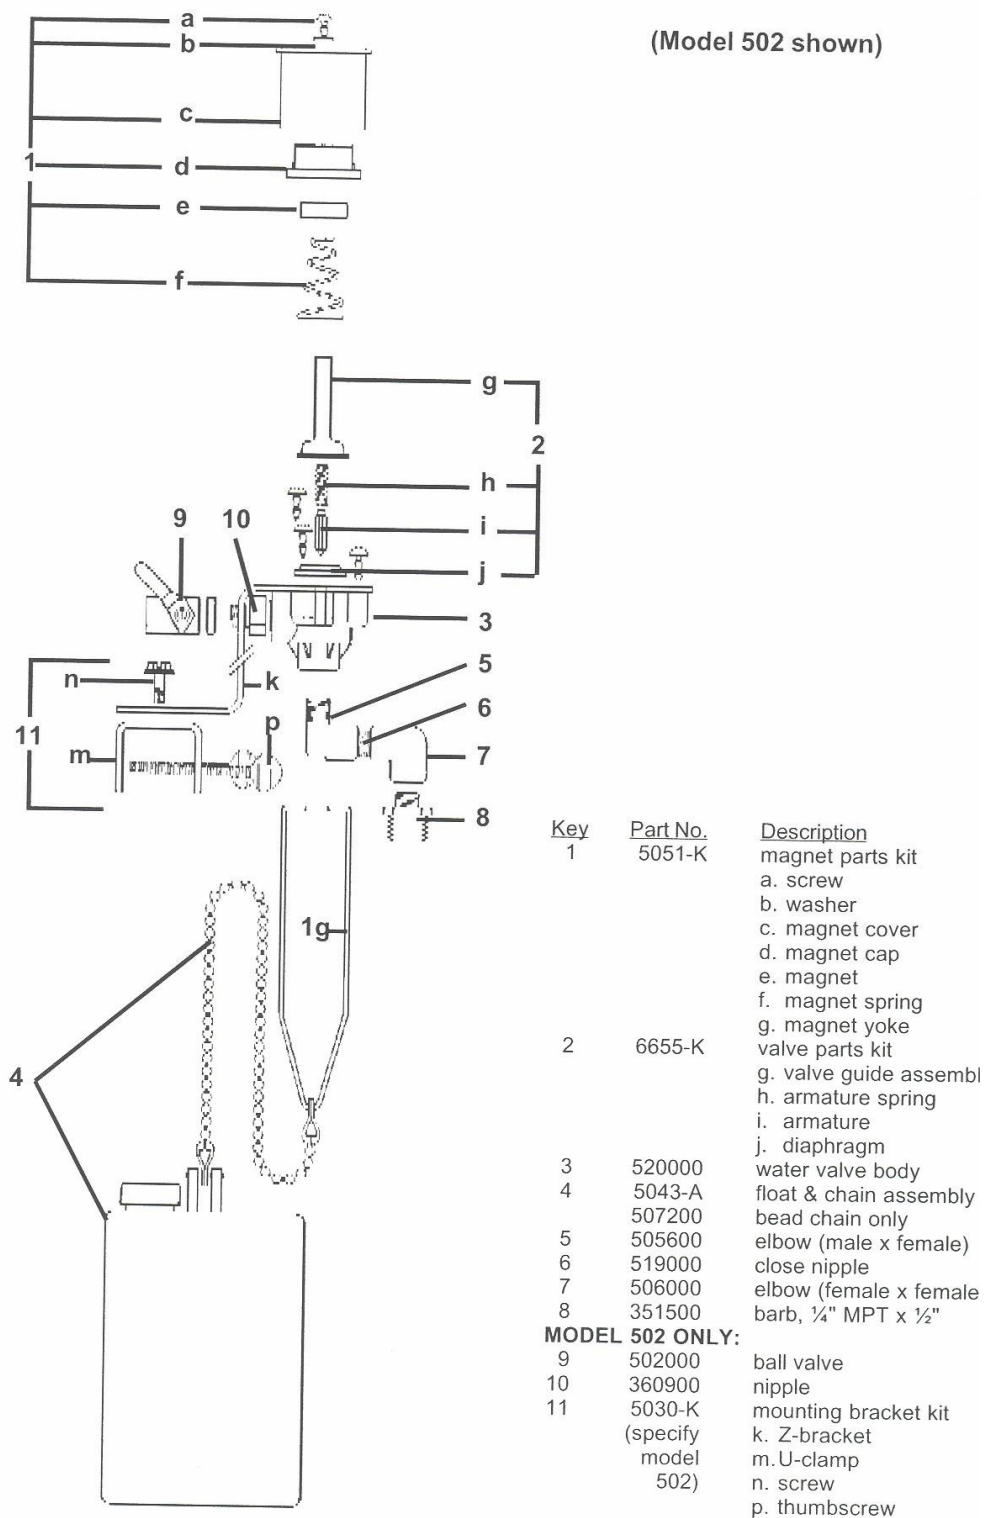 (Model 502 shown)
a
b
c
1
d
e
f
g
2
h
i
j
9
10
3
5
n
k
6
11
p
m
7
8
1g
4
Key Part No. Description
1 5051-K magnet parts kit
a. screw
b. washer
c. magnet cover
d. magnet cap
e. magnet
f. magnet spring
g. magnet yoke
2 6655-K valve parts kit
g. valve guide assembl
h. armature spring
i. armature
j. diaphragm
3 520000 water valve body
4 5043-A float & chain assembly
507200 bead chain only
5 505600 elbow (male x female)
6 519000 close nipple
7 506000 elbow (female x female
8 351500 barb, ¼" MPT x ½"
MODEL 502 ONLY:
9 502000 ball valve
10 360900 nipple
11 5030-K mounting bracket kit
(specify k. Z-bracket
model m. U-clamp
502) n. screw
p. thumbscrew